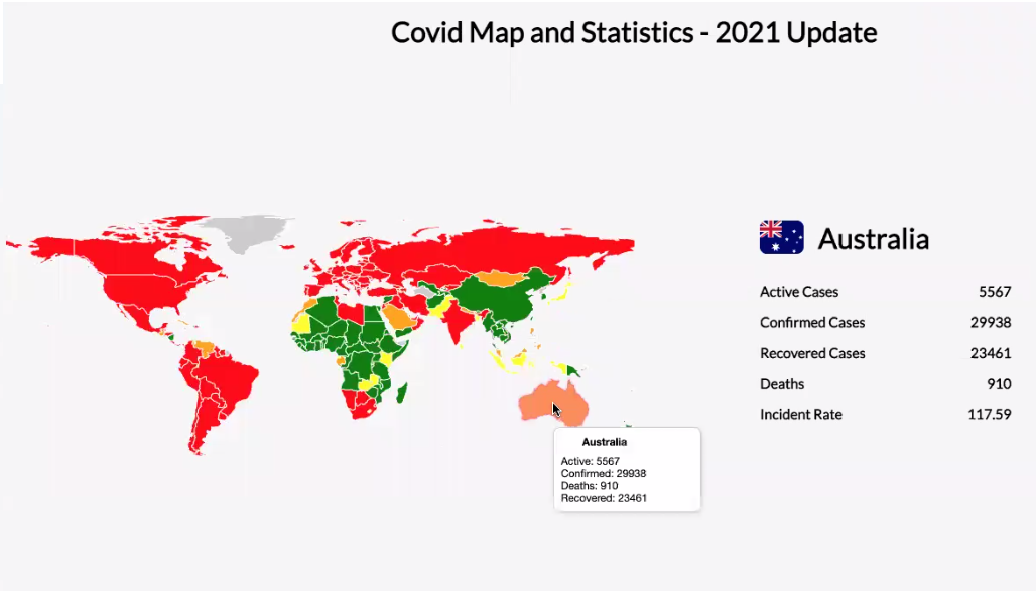 Covid Map and Statistics - 2021 Update
Australia
Active Cases 5567
Confirmed Cases 29938
Recovered Cases 23461
Deaths 910
Incident Rate 117.59
Australia
Active: 5567
Confirmed: 29938
Deaths: 910
Recovered: 23461